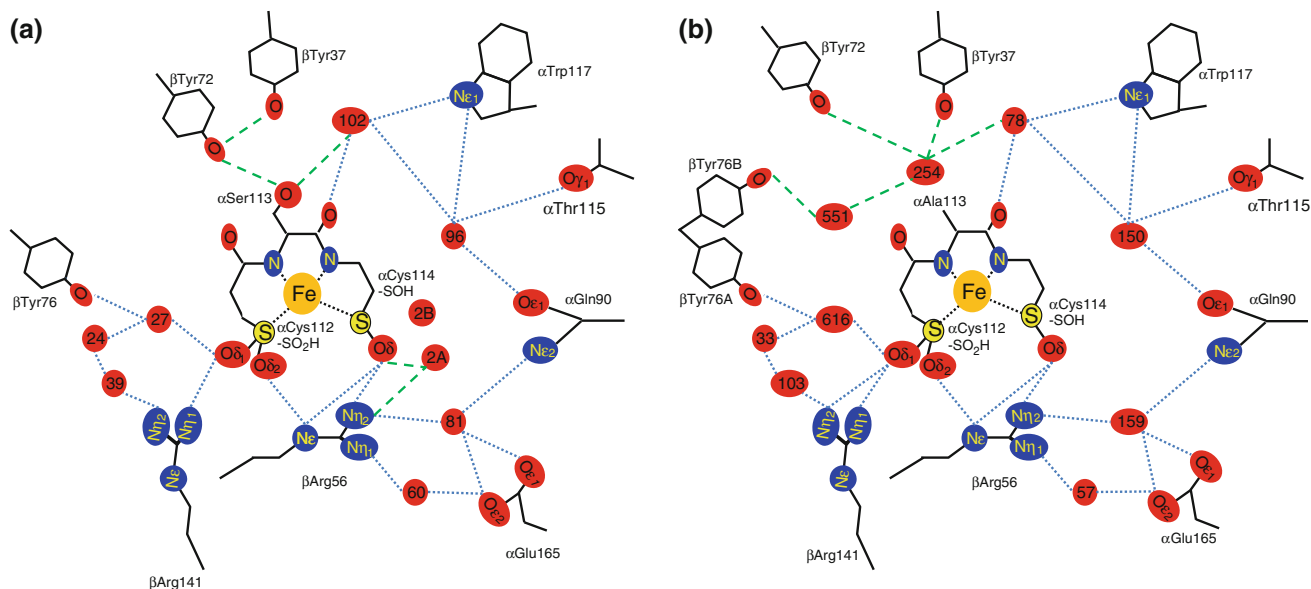 (a)
βTyr37
βTyr72
O
O
102
Nε1
αTrp117
Oγ1
αThr115
αSer113
O
O
O
96
N
N
Fe
αCys114
-SOH
2B
Oε1
αGln90
Nε2
βTyr76
O
27
24
39
S
αCys112
-SO2H
S
Oδ1
Oδ2
Oδ
2A
Nη2
Nη1
Nε
Nε
Nη2
Nη1
81
βArg56
60
Oε1
Oε2
αGlu165
βArg141
(b)
βTyr72
βTyr37
O
O
78
Nε1
αTrp117
βTyr76B
O
254
551
Oγ1
αThr115
αAla113
O
O
150
N
N
Fe
αCys114
-SOH
Oε1
αGln90
Nε2
βTyr76A
O
616
33
103
S
αCys112
-SO2H
S
Oδ1
Oδ2
Oδ
Nη2
Nη1
Nε
Nε
Nη2
Nη1
159
βArg56
57
Oε1
Oε2
αGlu165
βArg141